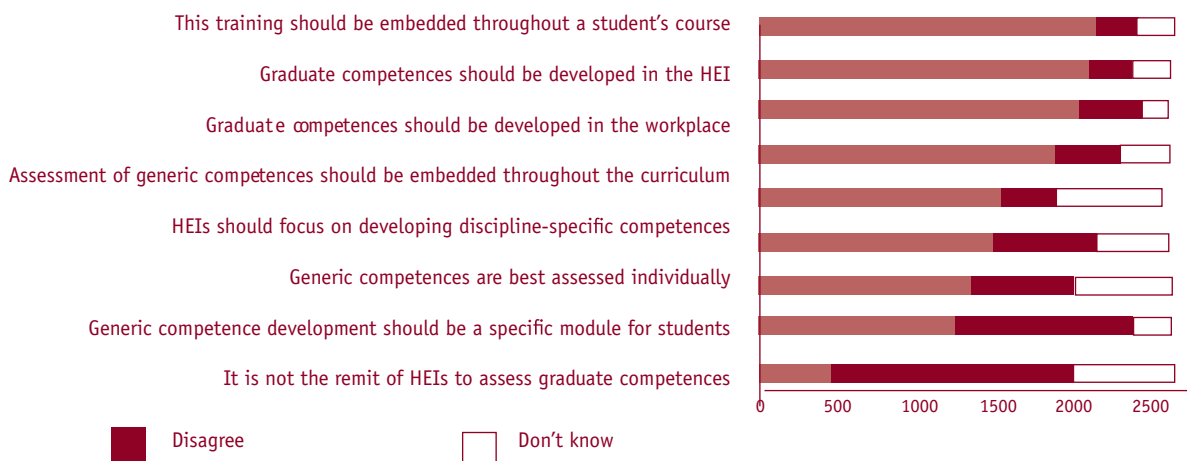 This training should be embedded throughout a student's course
Graduate competences should be developed in the HEI
Graduate competences should be developed in the workplace
Assessment of generic competences should be embedded throughout the curriculum
HEIs should focus on developing discipline-specific competences
Generic competences are best assessed individually
Generic competence development should be a specific module for students
It is not the remit of HEIs to assess graduate competences
0 500 1000 1500 2000 2500
Disagree Don't know